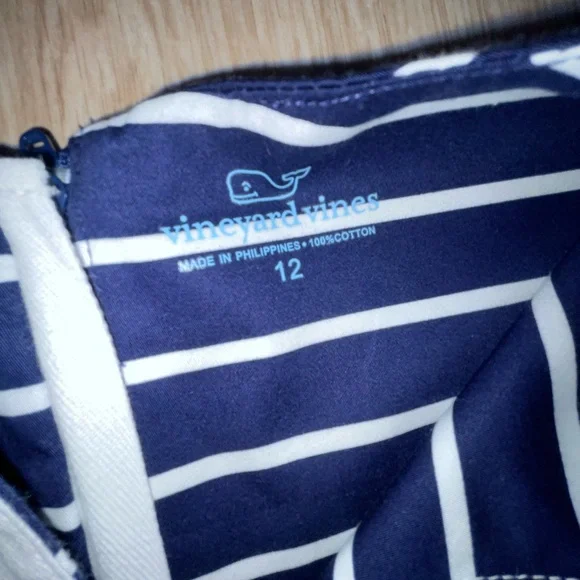 vineyard vines
MADE IN PHILIPPINES • 100%COTTON
12